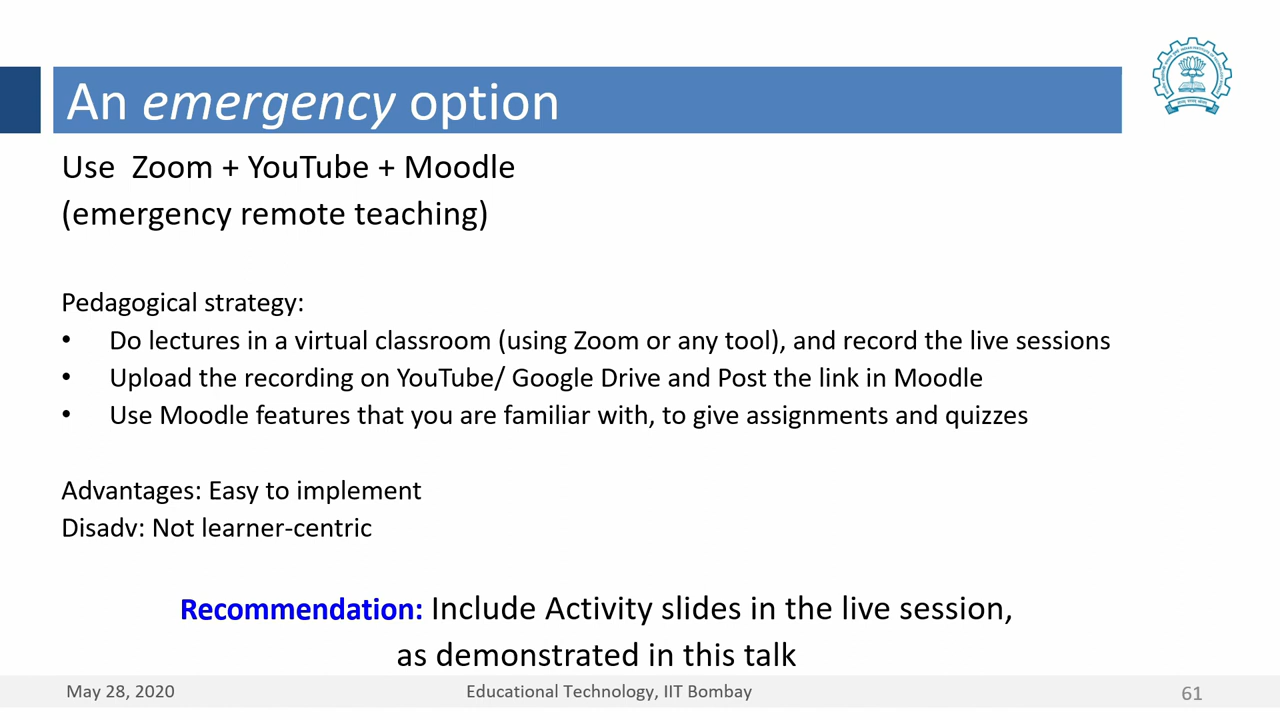 An emergency option
Use Zoom + YouTube + Moodle
(emergency remote teaching)
Pedagogical strategy:
• Do lectures in a virtual classroom (using Zoom or any tool), and record the live sessions
• Upload the recording on YouTube/ Google Drive and Post the link in Moodle
• Use Moodle features that you are familiar with, to give assignments and quizzes
Advantages: Easy to implement
Disadv: Not learner-centric
Recommendation: Include Activity slides in the live session,
as demonstrated in this talk
May 28, 2020 Educational Technology, IIT Bombay 61